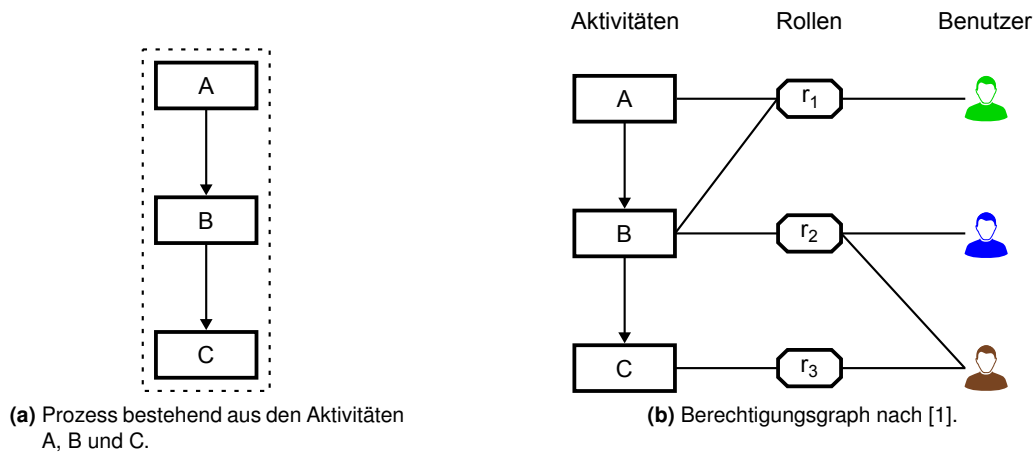 Aktivitäten Rollen Benutzer
A
B
C
A r1
B r2
C r3
(a) Prozess bestehend aus den Aktivitäten
A, B und C.
(b) Berechtigungsgraph nach [1].